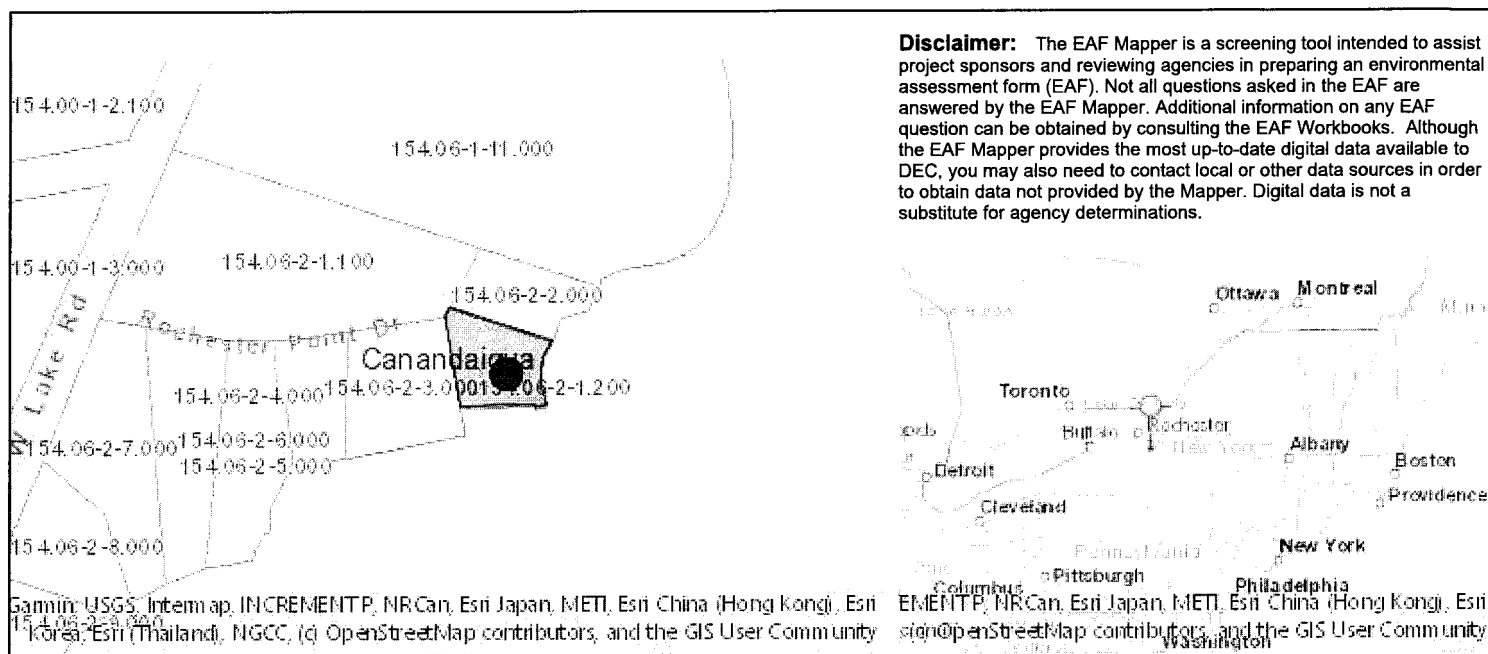 Disclaimer: The EAF Mapper is a screening tool intended to assist
project sponsors and reviewing agencies in preparing an environmental
assessment form (EAF). Not all questions asked in the EAF are
answered by the EAF Mapper. Additional information on any EAF
question can be obtained by consulting the EAF Workbooks. Although
the EAF Mapper provides the most up-to-date digital data available to
DEC, you may also need to contact local or other data sources in order
to obtain data not provided by the Mapper. Digital data is not a
substitute for agency determinations.
154.00-1-2.100
154.06-1-11.000
154.00-1-3.000
154.06-2-1.100
154.06-2-2.000
Rochester Point Dr
W Lake Rd
Canandaigua
154.06-2-3.000
154.06-2-1.200
154.06-2-4.000
154.06-2-6.000
154.06-2-7.000
154.06-2-5.000
154.06-2-8.000
154.06-2-9.000
Garmin, USGS, Intermap, INCREMENT P, NRCan, Esri Japan, METI, Esri China (Hong Kong), Esri
Korea, Esri (Thailand), NGCC, (c) OpenStreetMap contributors, and the GIS User Community
Ottawa
Montreal
Toronto
Rochester
New York
Albany
Detroit
Boston
Providence
Cleveland
New York
Pennsylvania
Pittsburgh
Columbus
Philadelphia
EMENT P, NRCan, Esri Japan, METI, Esri China (Hong Kong), Esri
OpenStreetMap contributors, and the GIS User Community
Washington